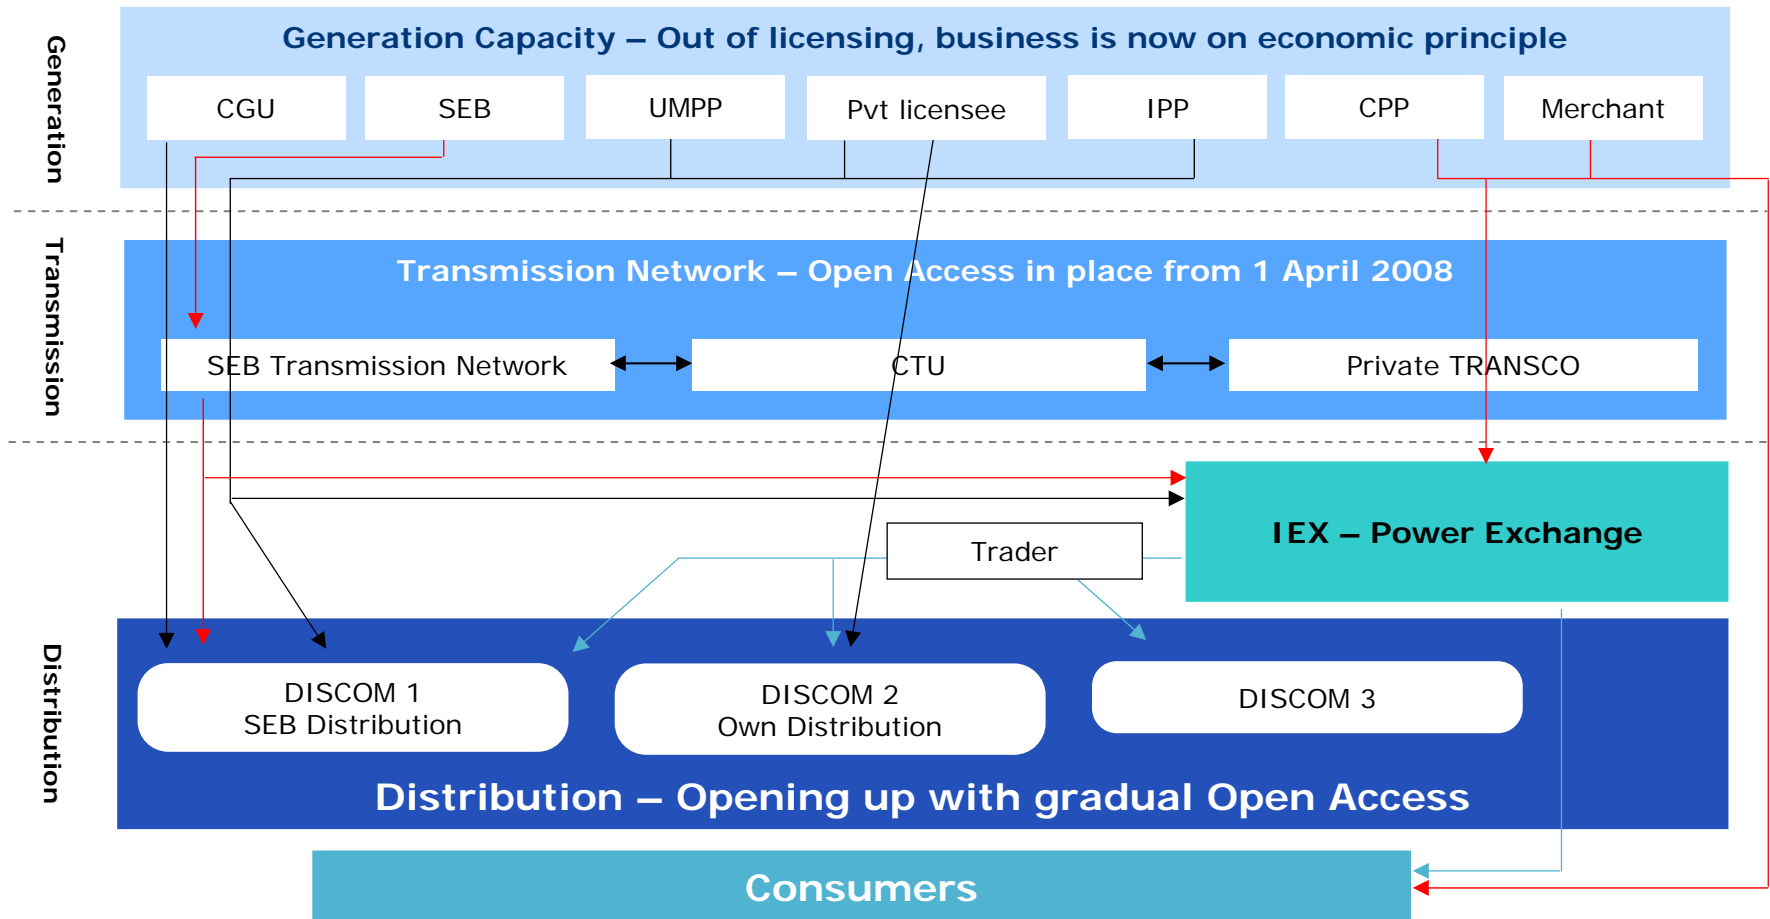 Generation
Generation Capacity – Out of licensing, business is now on economic principle
CGU
SEB
UMPP
Pvt licensee
IPP
CPP
Merchant
Transmission
Transmission Network – Open Access in place from 1 April 2008
SEB Transmission Network
CTU
Private TRANSCO
IEX – Power Exchange
Trader
Distribution
DISCOM 1
SEB Distribution
DISCOM 2
Own Distribution
DISCOM 3
Distribution – Opening up with gradual Open Access
Consumers